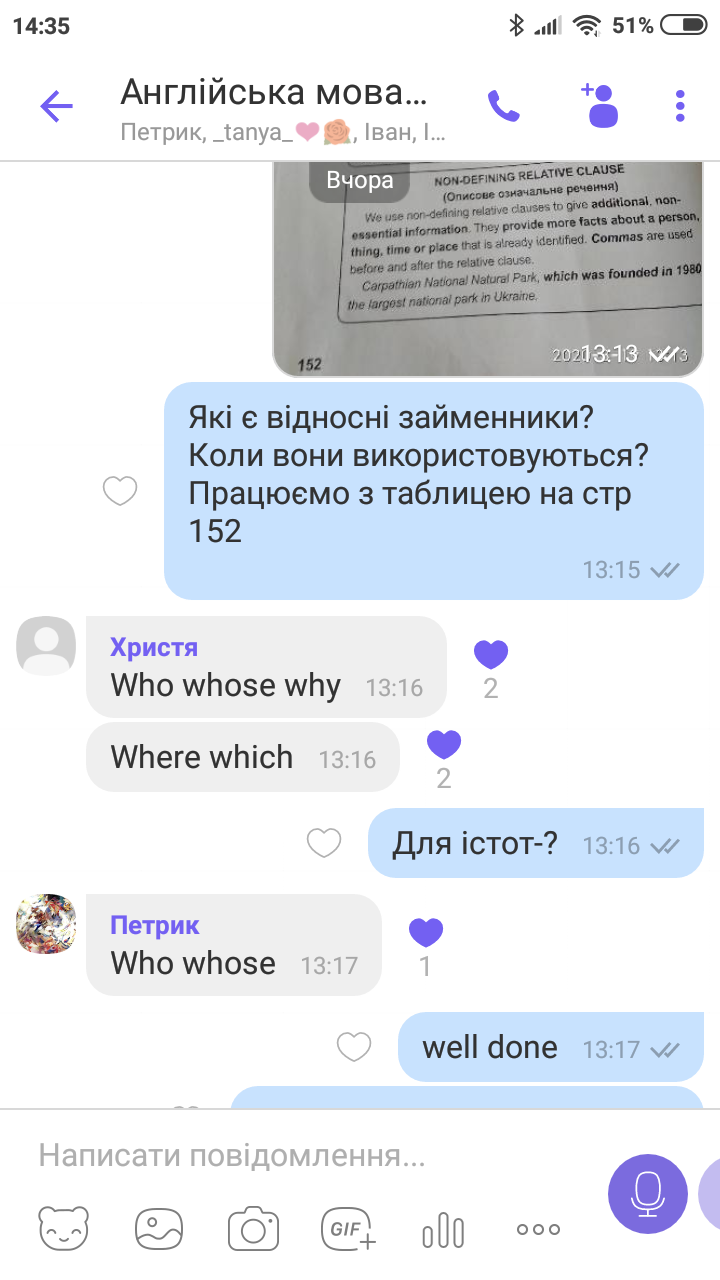 14:35
51%
Англійська мова...
Петрик, _tanya_❤🌹, Іван, І...
Вчора
NON-DEFINING RELATIVE CLAUSE
(Описове означальне речення)
We use non-defining relative clauses to give additional, non-
essential information. They provide more facts about a person,
thing, time or place that is already identified. Commas are used
before and after the relative clause.
Carpathian National Natural Park, which was founded in 1980
the largest national park in Ukraine.
152
13:13
Які є відносні займенники?
Коли вони використовуються?
Працюємо з таблицею на стр
152
13:15
Христя
Who whose why 13:16
2
Where which 13:16
2
Для істот-? 13:16
Петрик
Who whose 13:17
1
well done 13:17
Написати повідомлення...
GIF